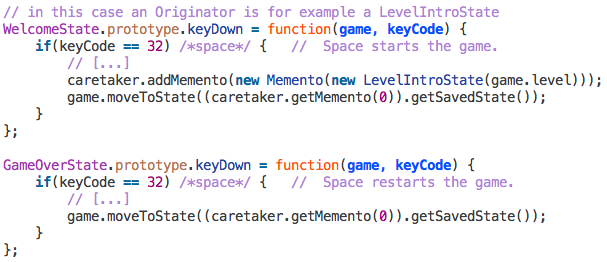 // in this case an Originator is for example a LevelIntroState
WelcomeState.prototype.keyDown = function(game, keyCode) {
    if(keyCode == 32) /*space*/ {   //  Space starts the game.
        // [...]
        caretaker.addMemento(new Memento(new LevelIntroState(game.level)));
        game.moveToState((caretaker.getMemento(0)).getSavedState());
    }
};

GameOverState.prototype.keyDown = function(game, keyCode) {
    if(keyCode == 32) /*space*/ {   //  Space restarts the game.
        // [...]
        game.moveToState((caretaker.getMemento(0)).getSavedState());
    }
};